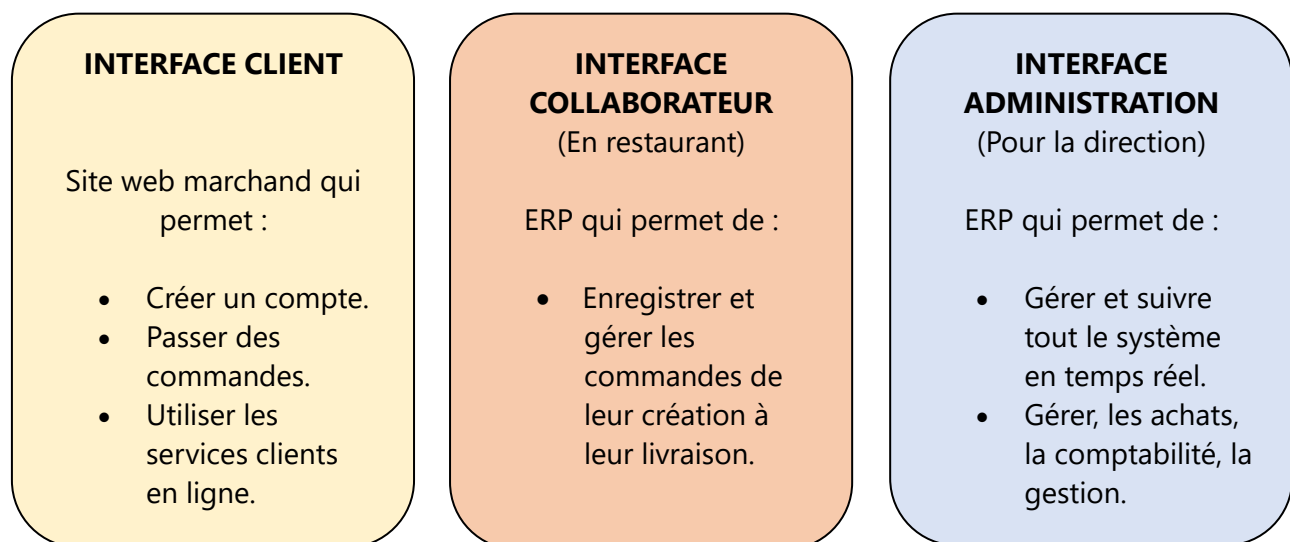 INTERFACE CLIENT
Site web marchand qui
permet :
• Créer un compte.
• Passer des
commandes.
• Utiliser les
services clients
en ligne.
INTERFACE
COLLABORATEUR
(En restaurant)
ERP qui permet de :
• Enregistrer et
gérer les
commandes de
leur création à
leur livraison.
INTERFACE
ADMINISTRATION
(Pour la direction)
ERP qui permet de :
• Gérer et suivre
tout le système
en temps réel.
• Gérer, les achats,
la comptabilité, la
gestion.